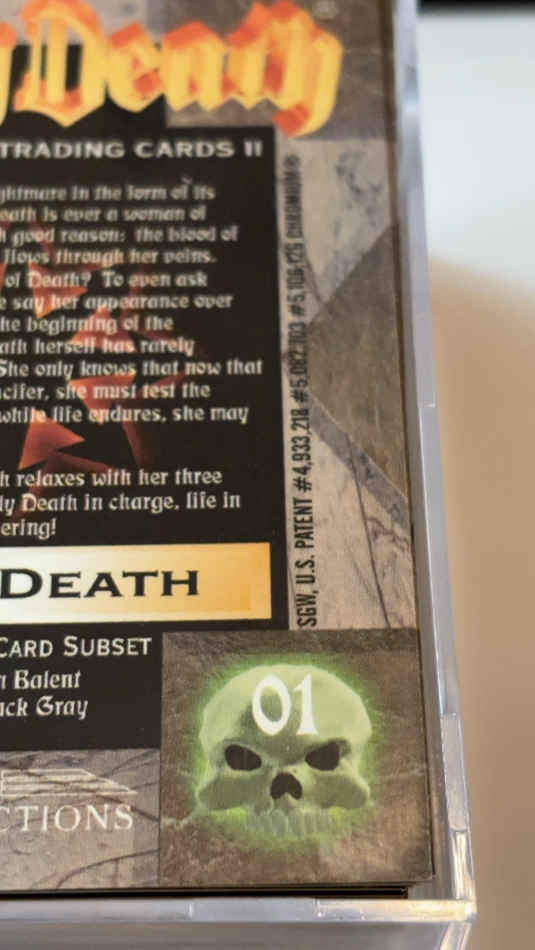 y Death
TRADING CARDS II
ghtmare in the form of its
eath is ever a woman of
h good reason: the blood of
flows through her veins.
of Death? To even ask
e say her appearance over
he beginning of the
ath herself has rarely
She only knows that now that
ucifer, she must test the
while life endures, she may
h relaxes with her three
ly Death in charge, life in
ering!
DEATH
CARD SUBSET
Balent
ack Gray
CTIONS
SGW, U.S. PATENT #4,933,218 #5,082,703 #5,106,126 CHROMIUM®
01